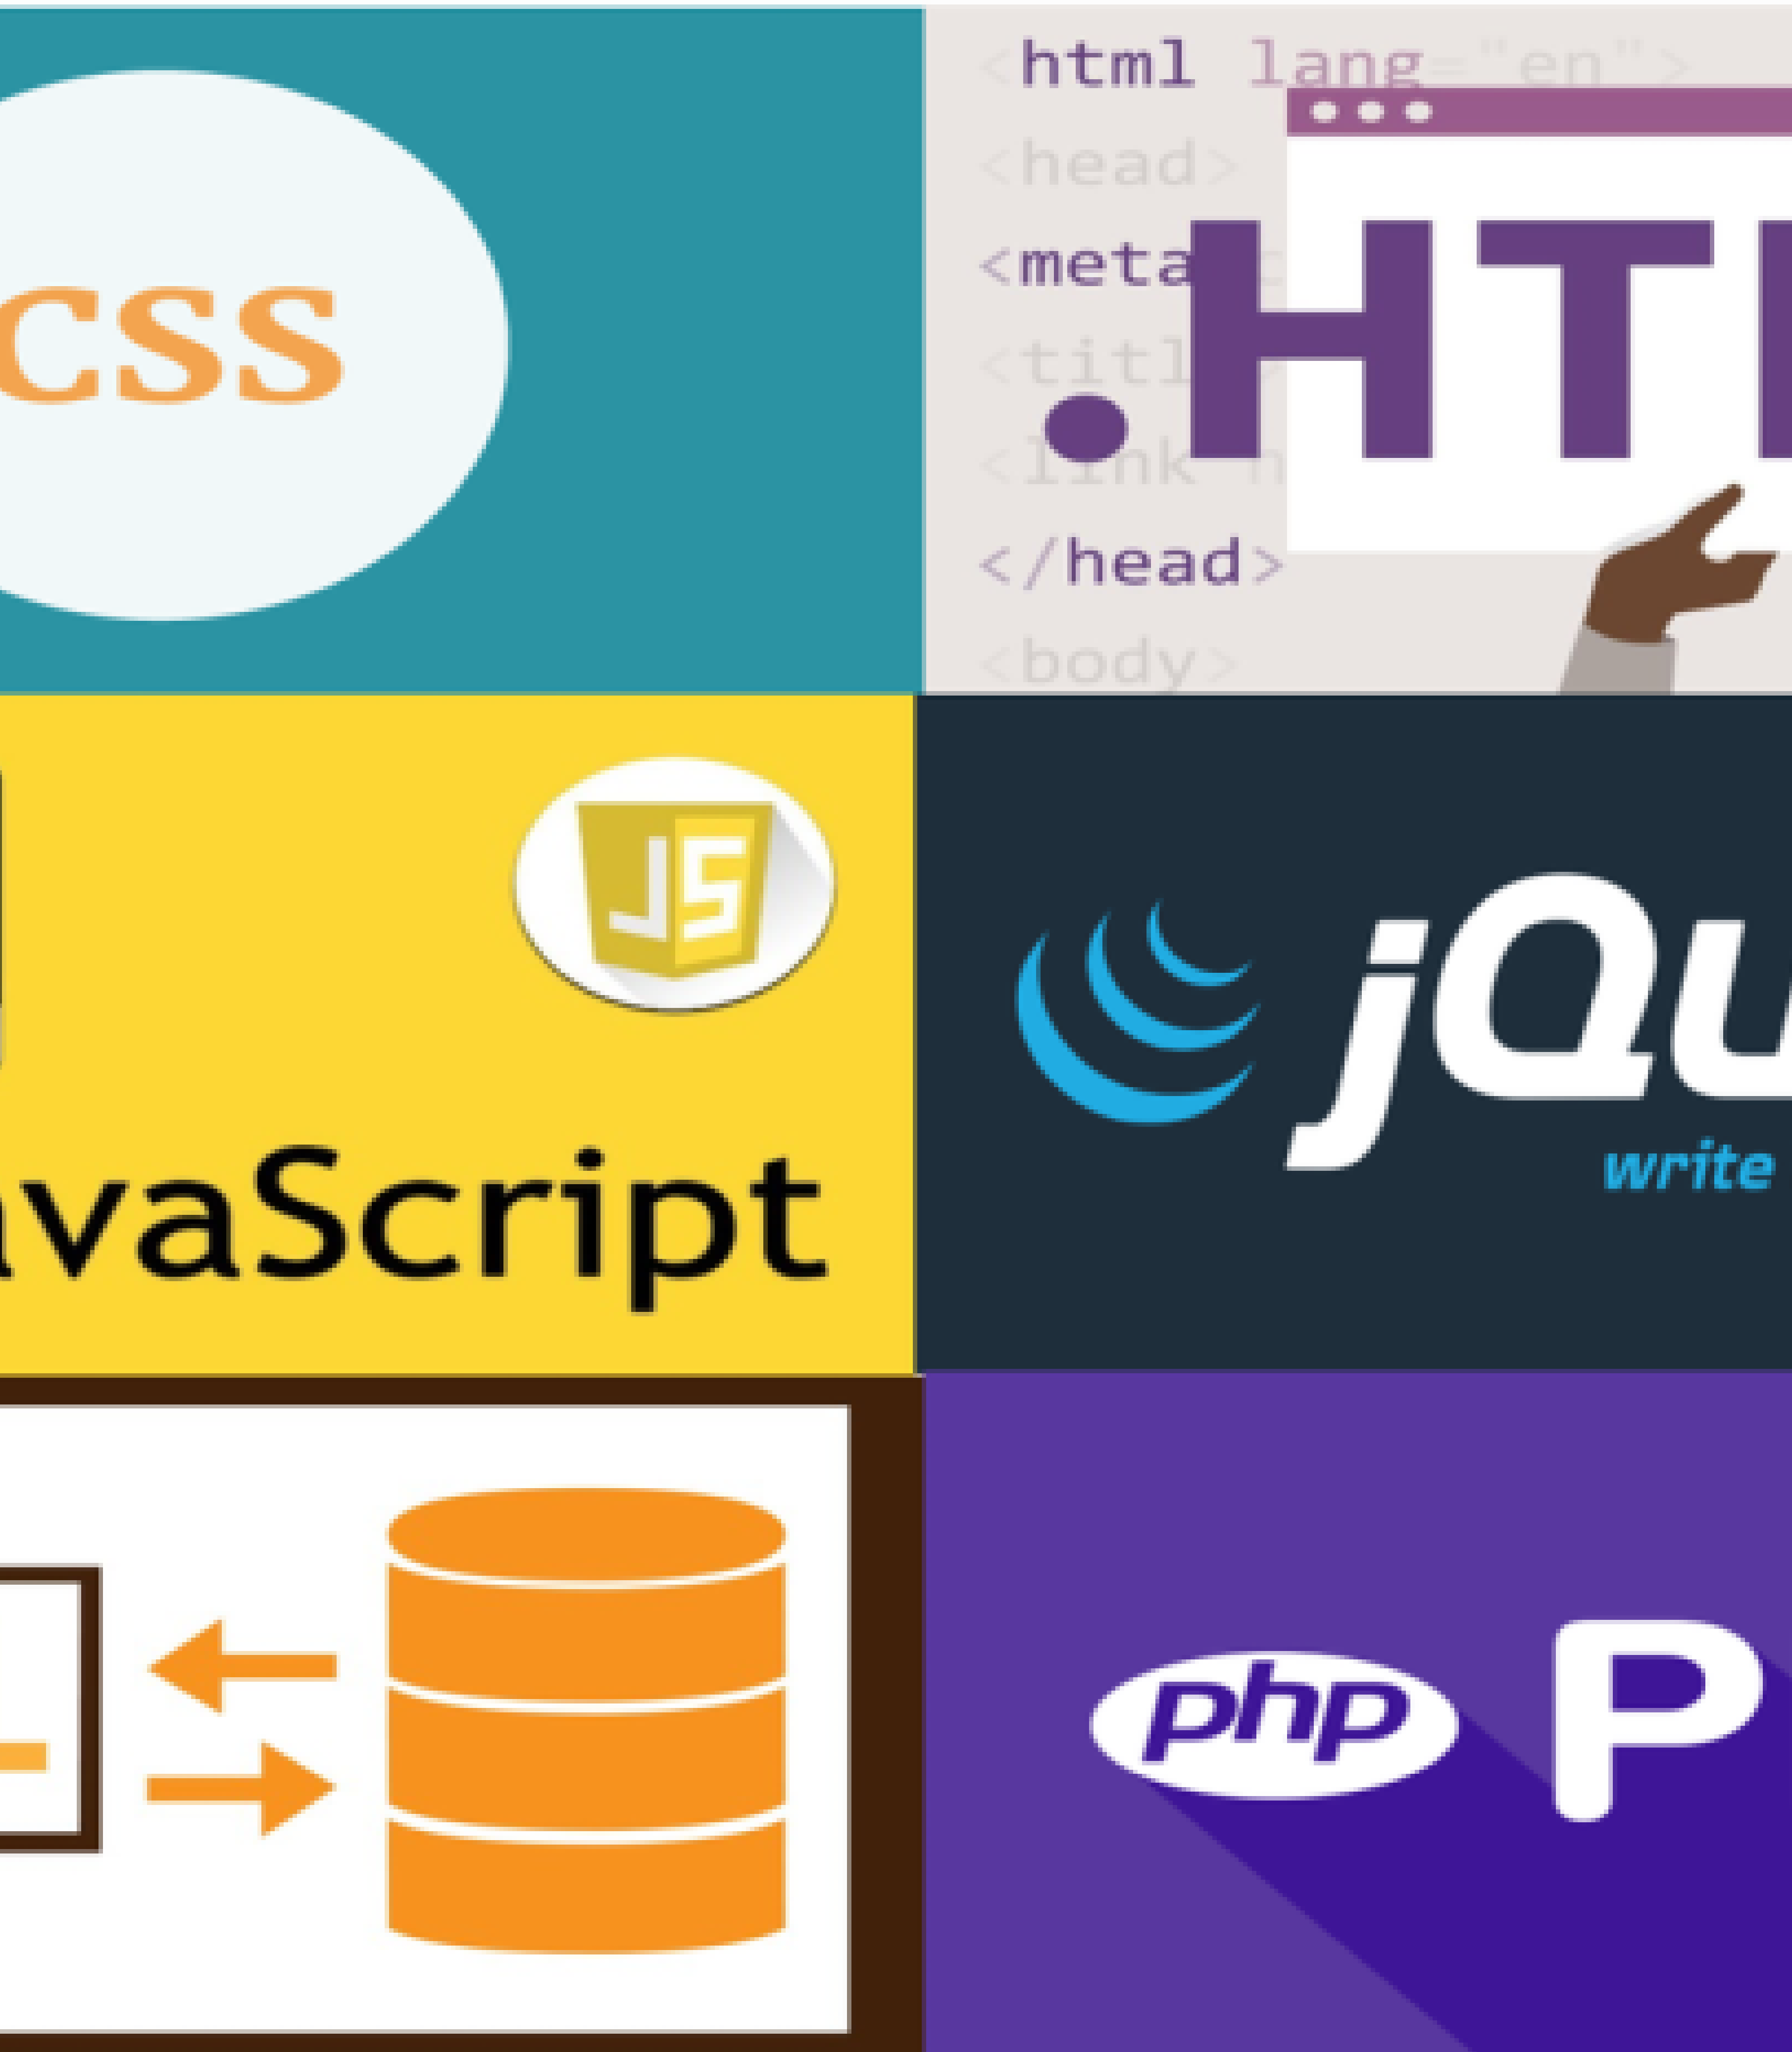 css
<html lang="en">
<head>
<meta
<titl
<link h
</head>
<body>
.HT
JS
avaScript
jQu
write
php
P